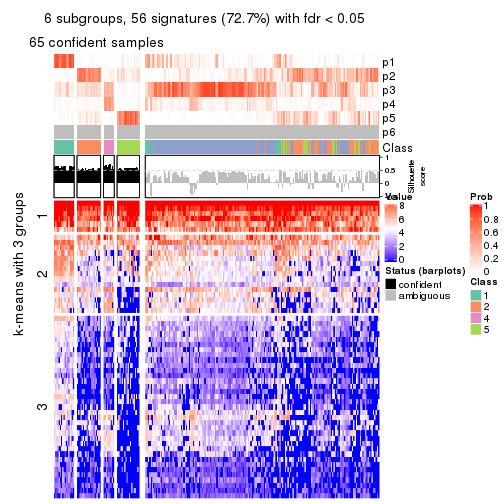 6 subgroups, 56 signatures (72.7%) with fdr < 0.05
65 confident samples
p1
p2
p3
p4
p5
p6
Class
1
0.5
0
Silhouette
score
k-means with 3 groups
1
2
3
Value
8
6
4
2
0
Status (barplots)
confident
ambiguous
Prob
1
0.8
0.6
0.4
0.2
0
Class
1
2
4
5